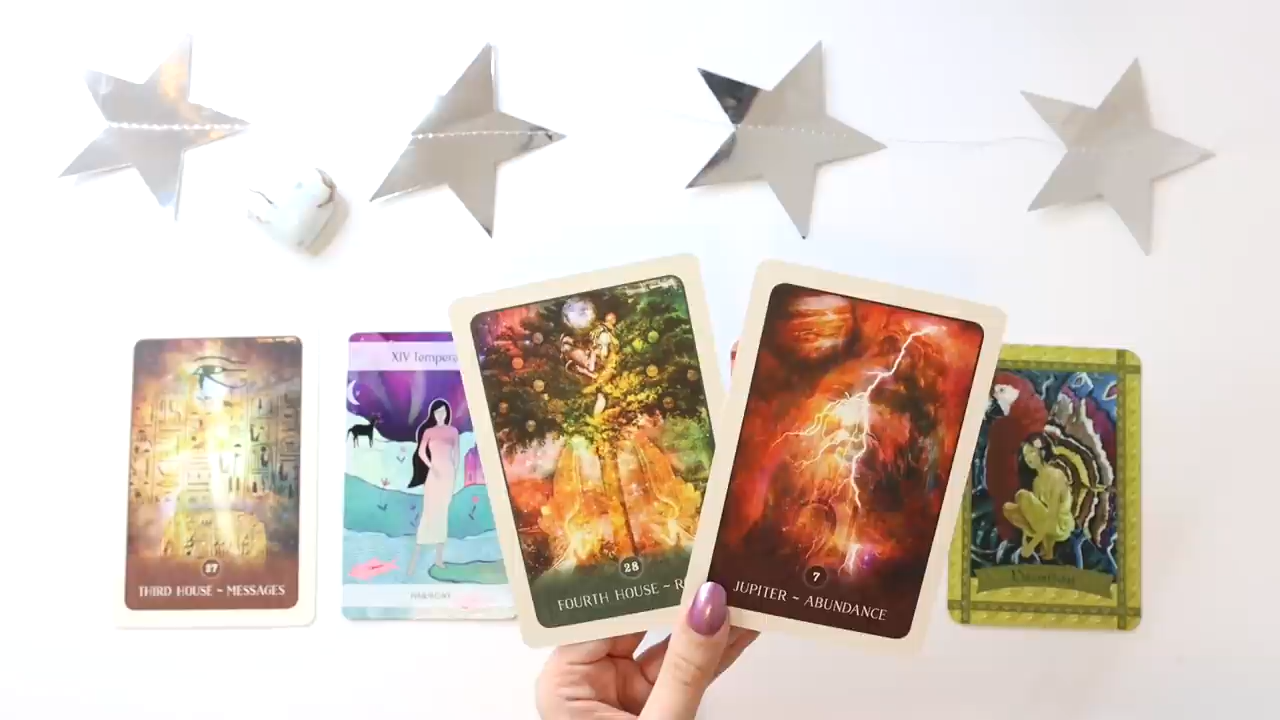 27
THIRD HOUSE ~ MESSAGES
XIV Tempera
28
FOURTH HOUSE ~ R
7
JUPITER ~ ABUNDANCE